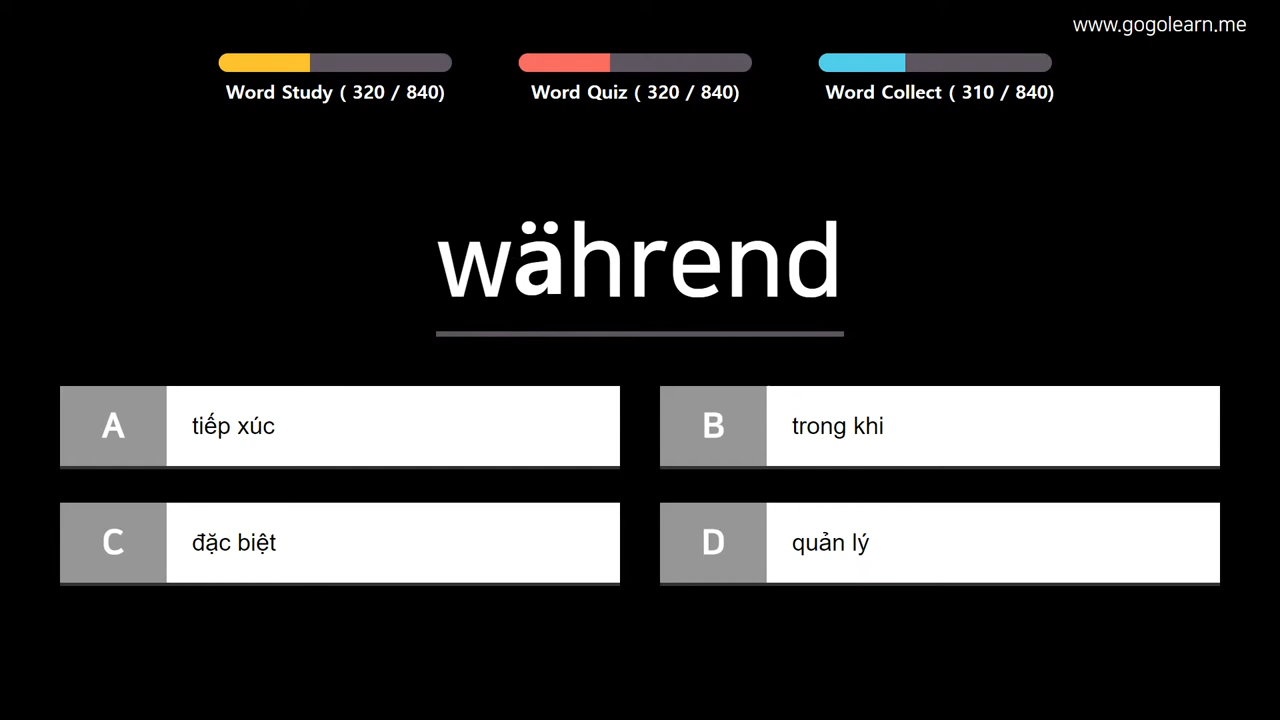 www.gogolearn.me
Word Study ( 320 / 840)
Word Quiz ( 320 / 840)
Word Collect ( 310 / 840)
während
A tiếp xúc
B trong khi
C đặc biệt
D quản lý